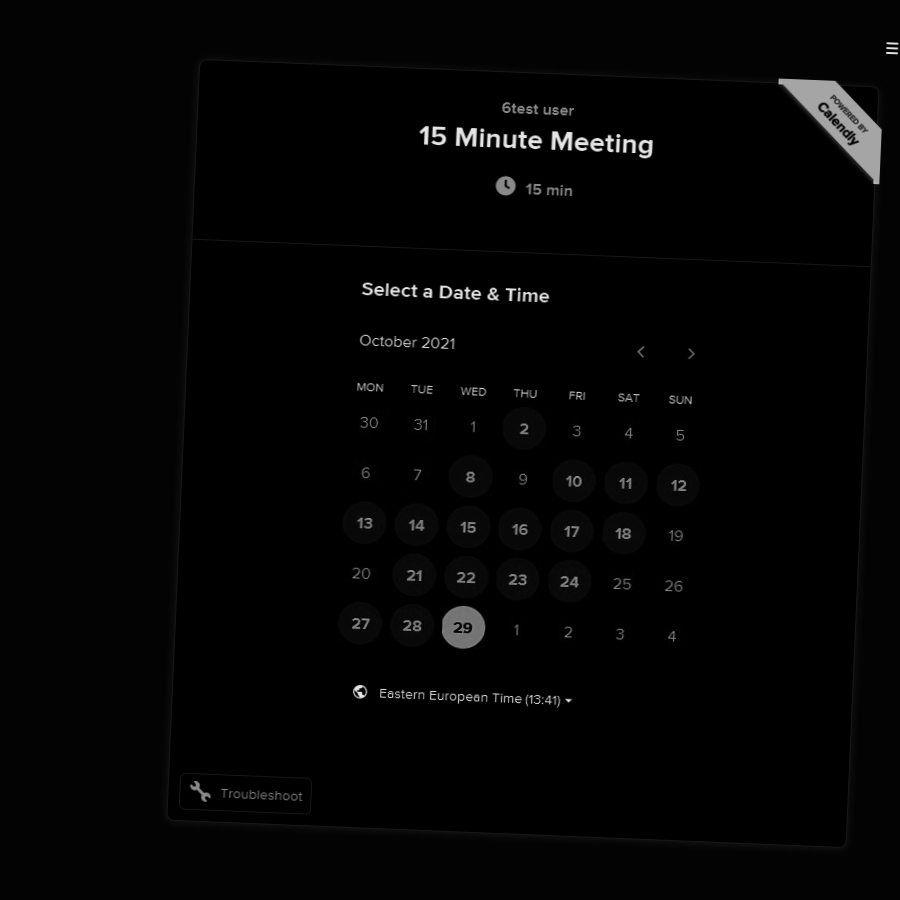 6test user
POWERED BY
Calendly
15 Minute Meeting
15 min
Select a Date & Time
October 2021
MON TUE WED THU FRI SAT SUN
30 31 1 2 3 4 5
6 7 8 9 10 11 12
13 14 15 16 17 18 19
20 21 22 23 24 25 26
27 28 29 1 2 3 4
Eastern European Time (13:41)
Troubleshoot